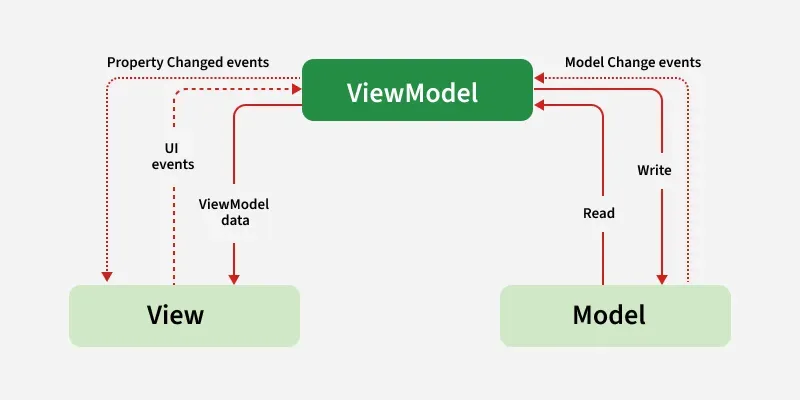 Property Changed events
Model Change events
ViewModel
UI
events
Write
ViewModel
data
Read
View
Model